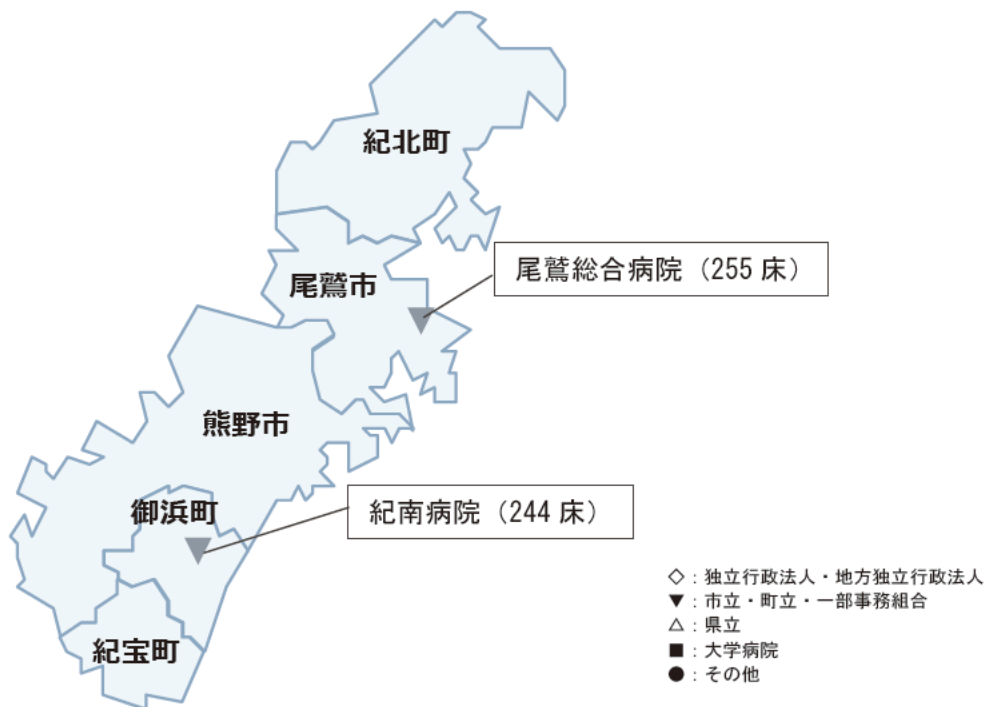 紀北町
尾鷲総合病院（255 床）
尾鷲市
熊野市
御浜町
紀南病院（244 床）
紀宝町
◇：独立行政法人・地方独立行政法人
▼：市立・町立・一部事務組合
△：県立
■：大学病院
●：その他